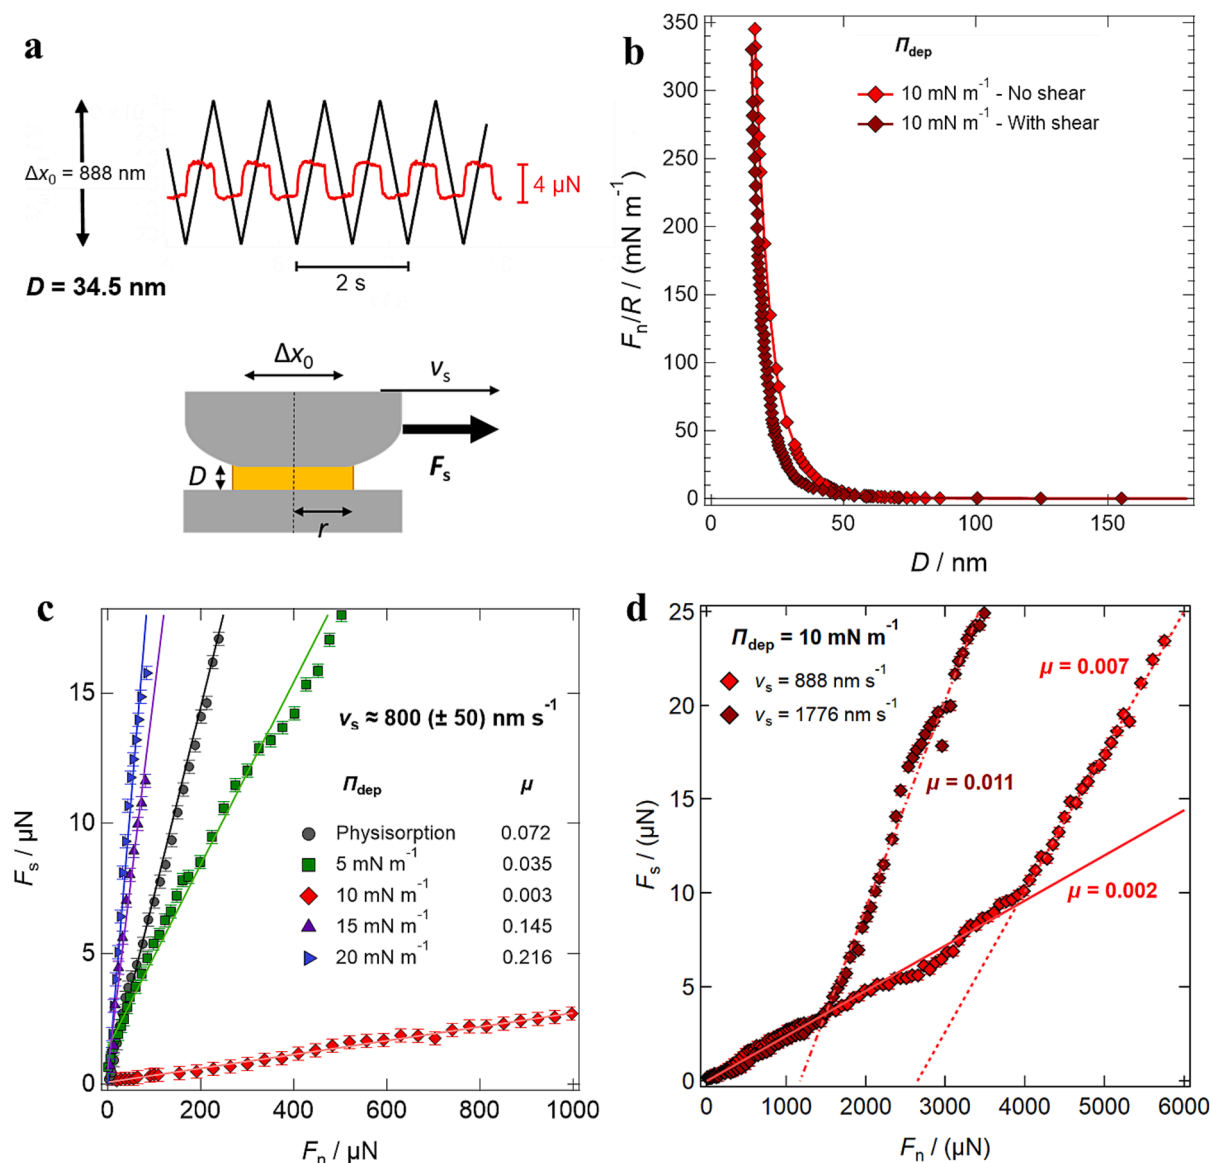 a
Δx₀ = 888 nm
4 µN
2 s
D = 34.5 nm
Δx₀
vₛ
Fₛ
D
r
b
350
300
250
200
150
100
50
0
Fₙ/R / (mN m⁻¹)
Π_dep
10 mN m⁻¹ - No shear
10 mN m⁻¹ - With shear
0 50 100 150
D / nm
c
15
10
5
0
Fₛ / µN
vₛ ≈ 800 (± 50) nm s⁻¹
Π_dep µ
Physisorption 0.072
5 mN m⁻¹ 0.035
10 mN m⁻¹ 0.003
15 mN m⁻¹ 0.145
20 mN m⁻¹ 0.216
0 200 400 600 800 1000
Fₙ / µN
d
25
20
15
10
5
0
Fₛ / (µN)
Π_dep = 10 mN m⁻¹
vₛ = 888 nm s⁻¹
vₛ = 1776 nm s⁻¹
µ = 0.007
µ = 0.011
µ = 0.002
0 1000 2000 3000 4000 5000 6000
Fₙ / (µN)